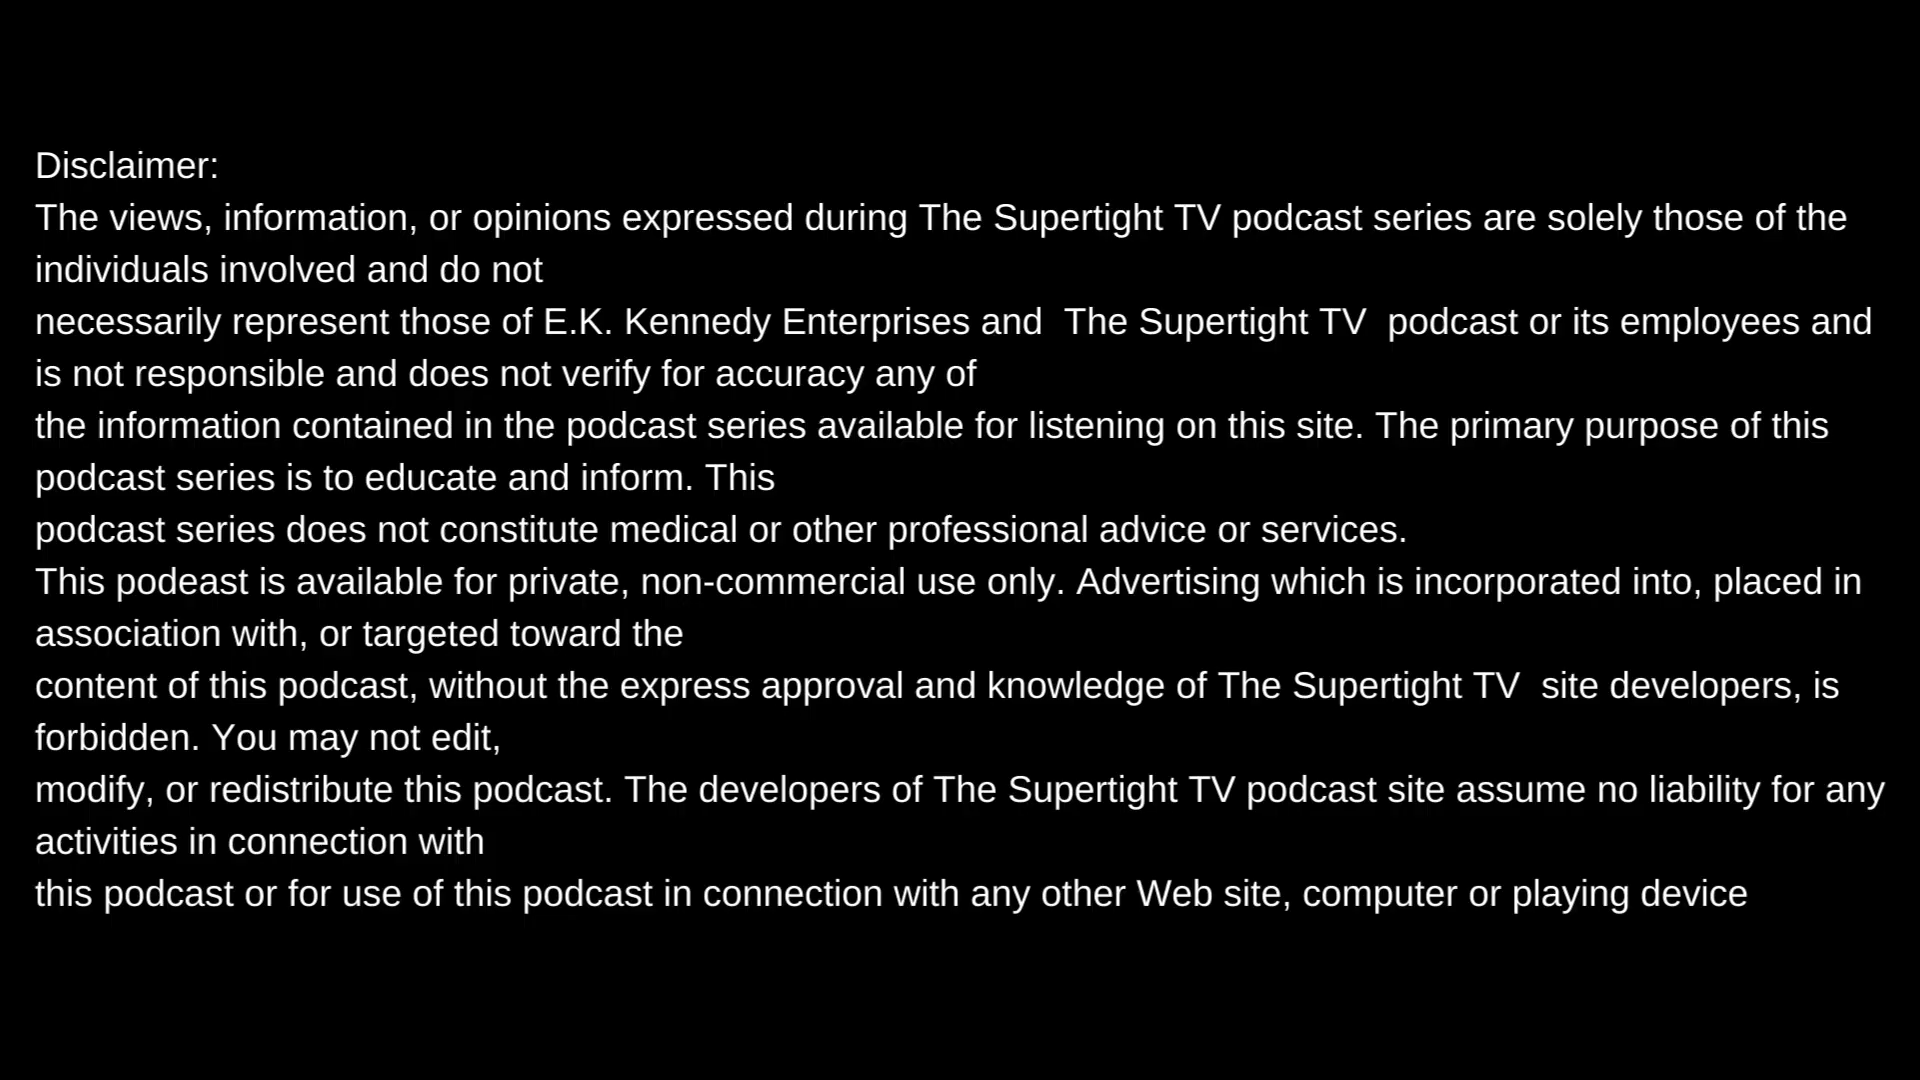 Disclaimer:
The views, information, or opinions expressed during The Supertight TV podcast series are solely those of the
individuals involved and do not
necessarily represent those of E.K. Kennedy Enterprises and  The Supertight TV  podcast or its employees and
is not responsible and does not verify for accuracy any of
the information contained in the podcast series available for listening on this site. The primary purpose of this
podcast series is to educate and inform. This
podcast series does not constitute medical or other professional advice or services.
This podeast is available for private, non-commercial use only. Advertising which is incorporated into, placed in
association with, or targeted toward the
content of this podcast, without the express approval and knowledge of The Supertight TV  site developers, is
forbidden. You may not edit,
modify, or redistribute this podcast. The developers of The Supertight TV podcast site assume no liability for any
activities in connection with
this podcast or for use of this podcast in connection with any other Web site, computer or playing device